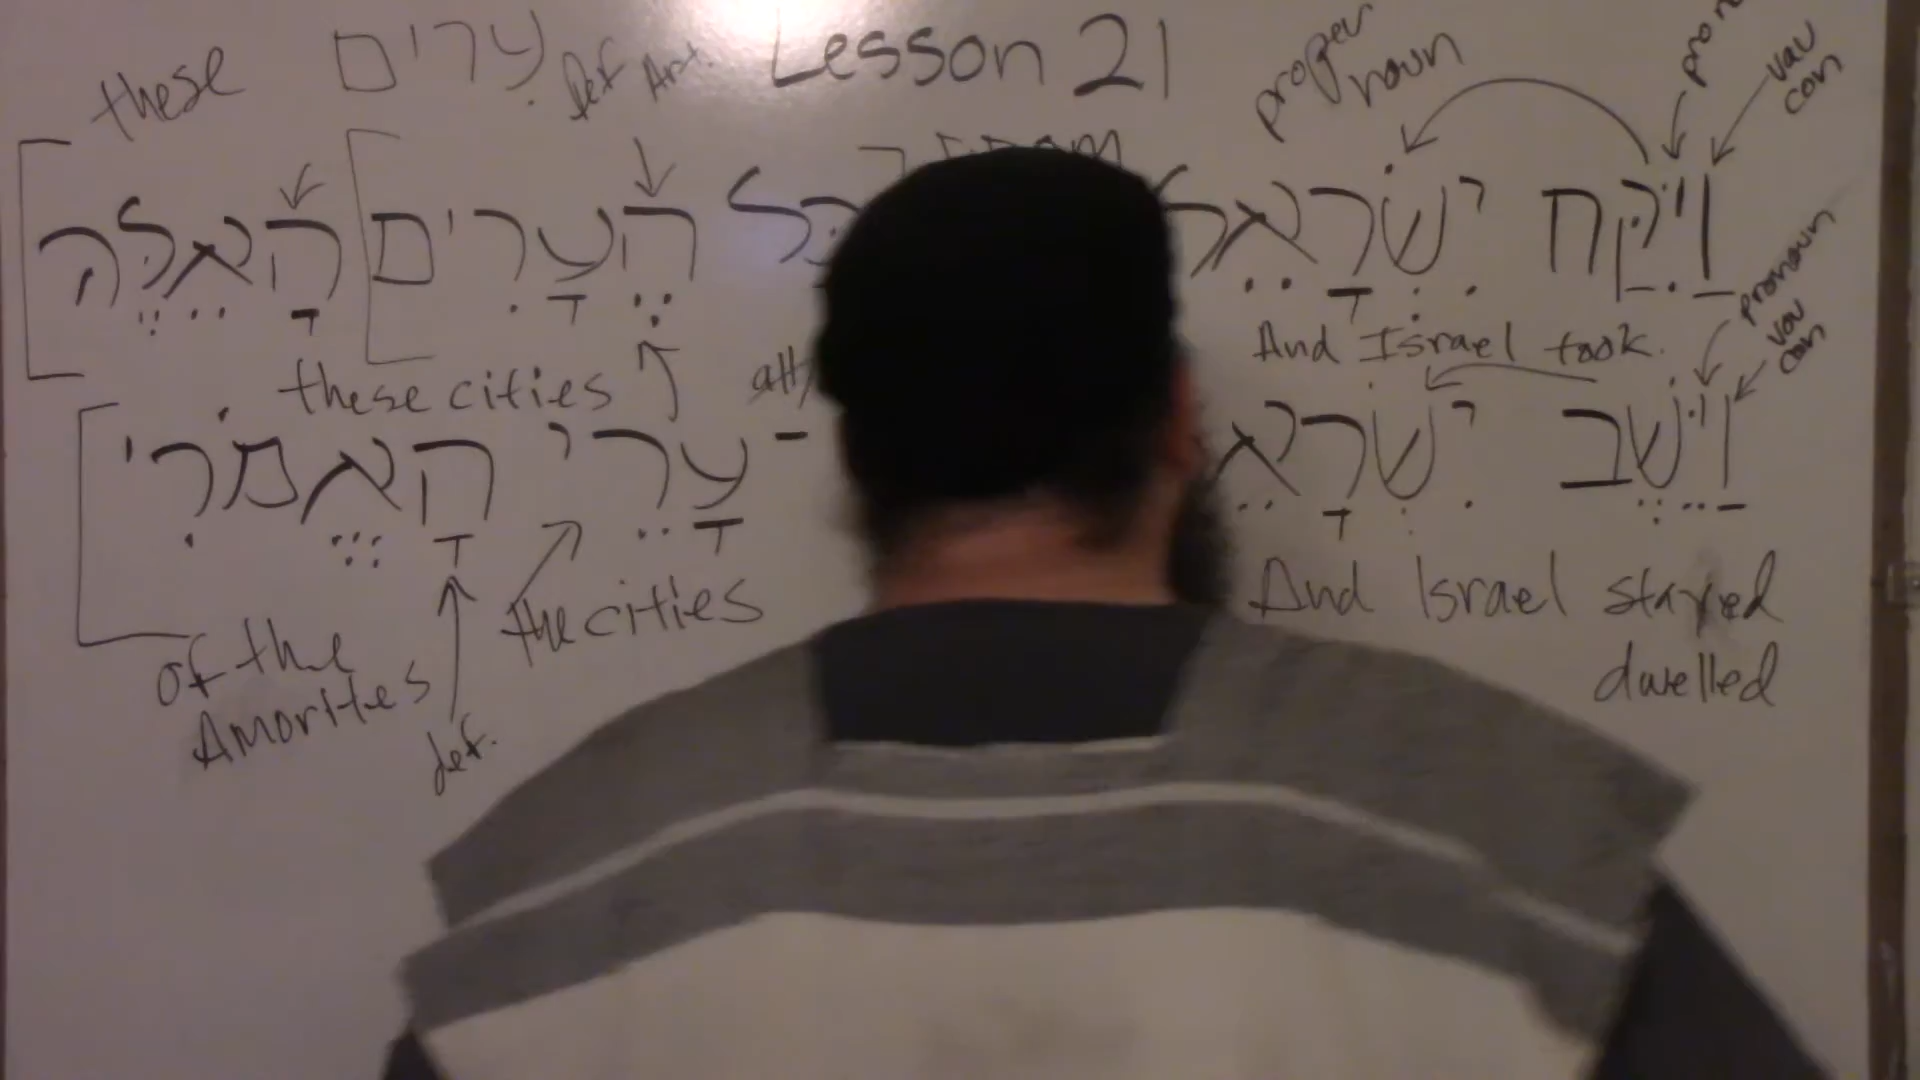 these עָרִים Def Art. Lesson 21 proper noun vav con
וַיִּקַּח יִשְׂרָאֵל כָּל הֶעָרִים הָאֵלֶּה
these cities And Israel took. pronoun vav con
וַיֵּשֶׁב יִשְׂרָא עָרֵי הָאֱמֹרִי
of the Amorites the cities And Israel stayed
def. dwelled